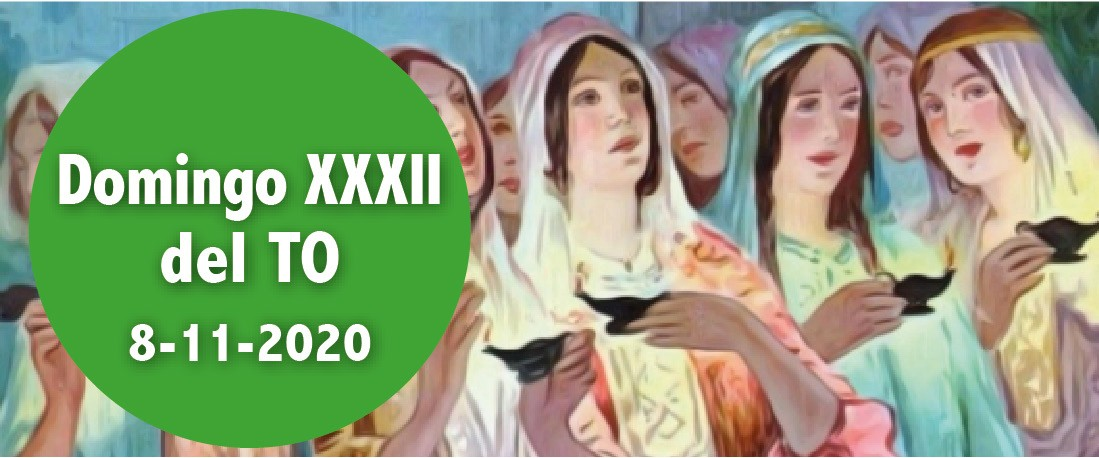 Domingo XXXII
del TO
8-11-2020